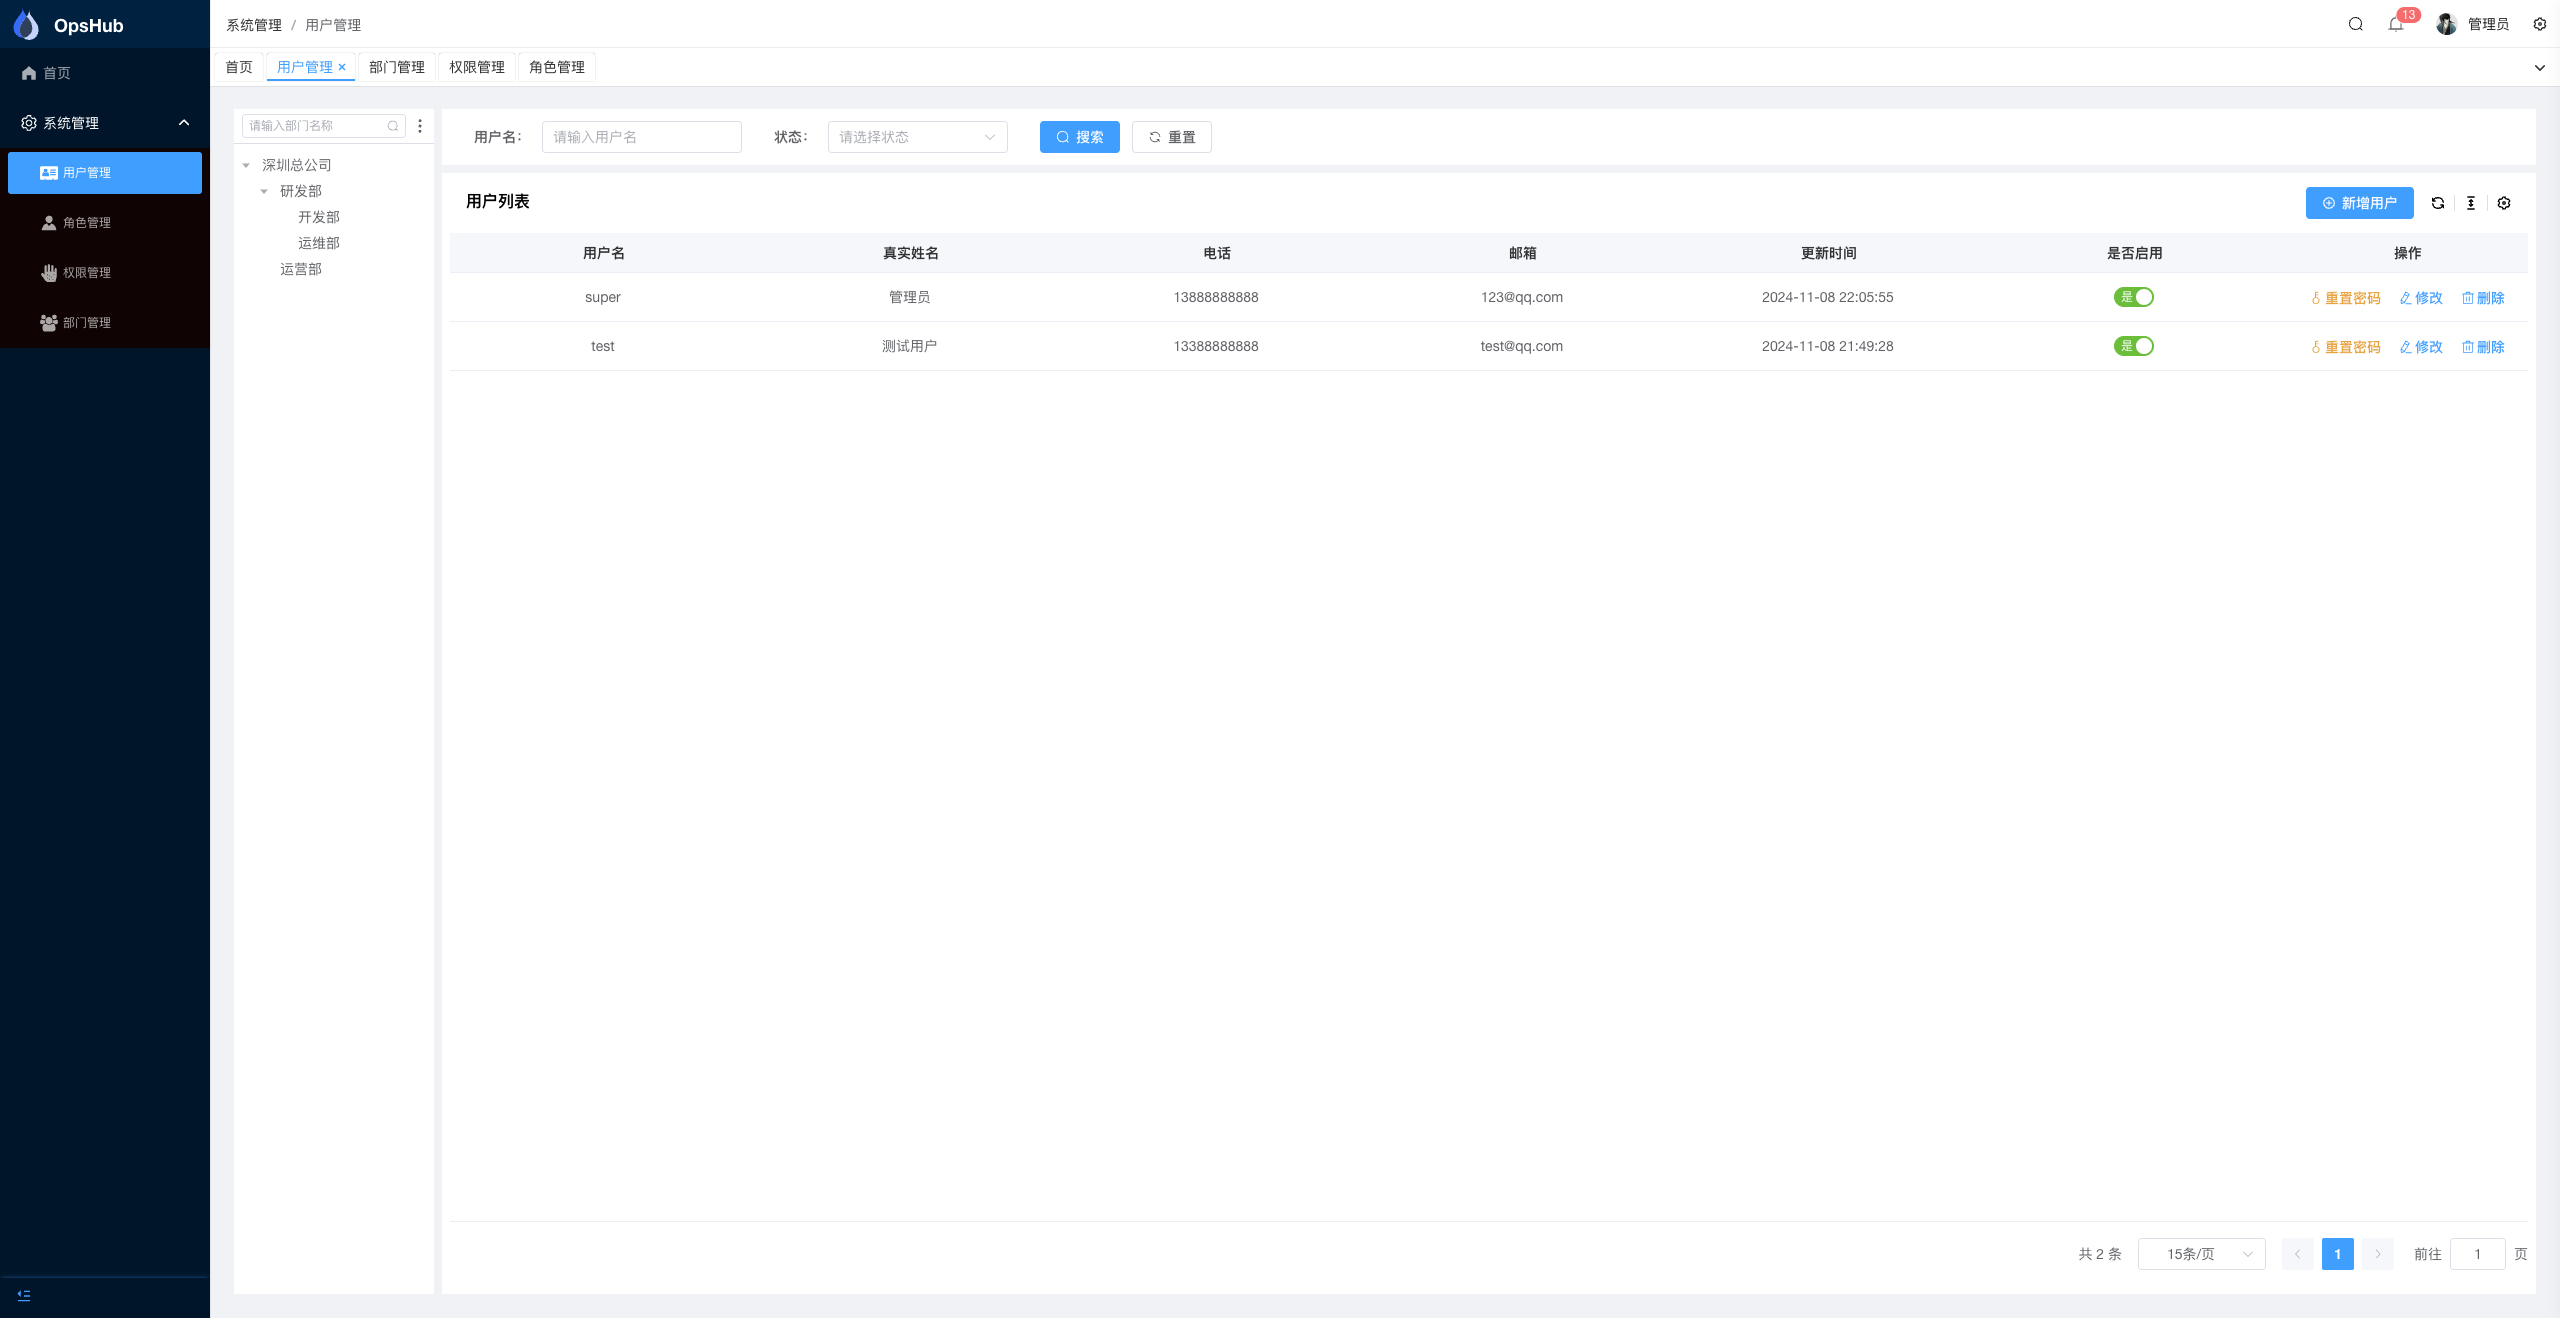 OpsHub
首页
系统管理
用户管理
角色管理
权限管理
部门管理
系统管理 / 用户管理
13
管理员
首页 用户管理 × 部门管理 权限管理 角色管理
请输入部门名称
深圳总公司
研发部
开发部
运维部
运营部
用户名: 请输入用户名 状态: 请选择状态 搜索 重置
用户列表
新增用户
用户名 真实姓名 电话 邮箱 更新时间 是否启用 操作
super 管理员 13888888888 123@qq.com 2024-11-08 22:05:55 是 重置密码 修改 删除
test 测试用户 13388888888 test@qq.com 2024-11-08 21:49:28 是 重置密码 修改 删除
共 2 条 15条/页 1 前往 1 页